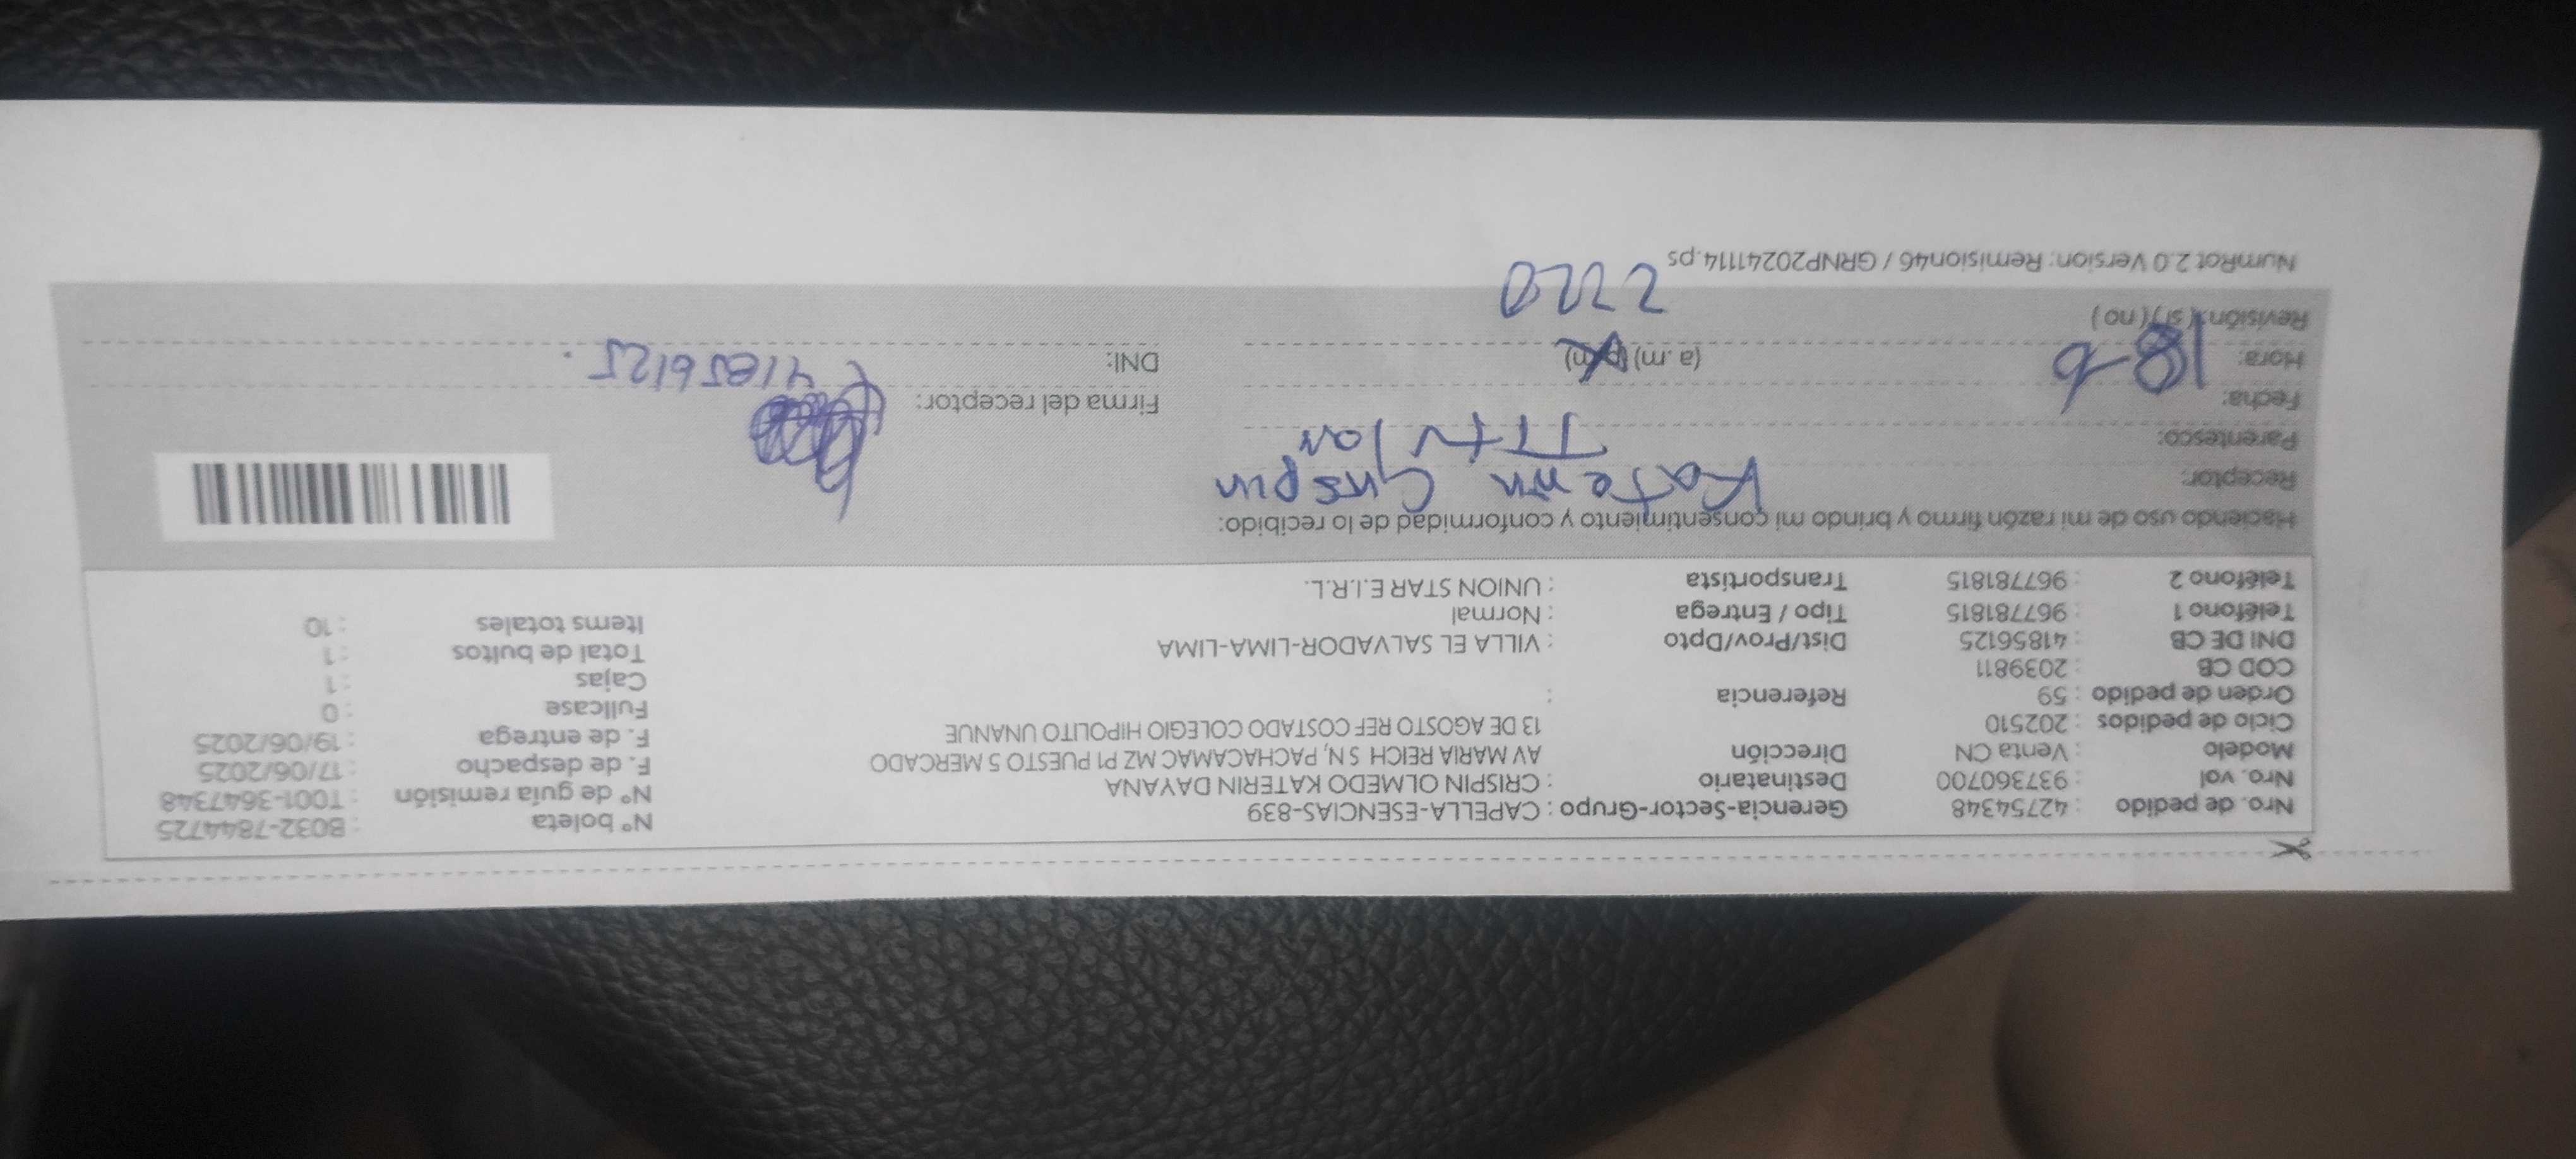 Nro. de pedido : 42754348 Gerencia-Sector-Grupo : CAPELLA-ESENCIAS-839 N° boleta : B032-7844725
Nro. vol : 937360700 Destinatario : CRISPIN OLMEDO KATERIN DAYANA N° de guía remisión : T001-3647348
Modelo : Venta CN Dirección AV MARIA REICH S N, PACHACAMAC MZ P1 PUESTO 5 MERCADO F. de despacho : 17/06/2025
Ciclo de pedidos : 202510 13 DE AGOSTO REF COSTADO COLEGIO HIPOLITO UNANUE F. de entrega : 19/06/2025
Orden de pedido : 59 Referencia : Fullcase : 0
COD CB : 2039811 Cajas : 1
DNI DE CB : 41856125 Dist/Prov/Dpto : VILLA EL SALVADOR-LIMA-LIMA Total de bultos : 1
Teléfono 1 : 967781815 Tipo / Entrega : Normal Items totales : 10
Teléfono 2 : 967781815 Transportista : UNION STAR E.I.R.L.
Haciendo uso de mi razón firmo y brindo mi consentimiento y conformidad de lo recibido:
Receptor: Katerin Crispin
Parentesco:
Fecha: 18-6 Firma del receptor:
Hora: (a.m) (p.m) DNI: 41856125.
Revisión: (si) (no) 2220
NumRot 2.0 Version: Remision46 / GRNP20241114.ps